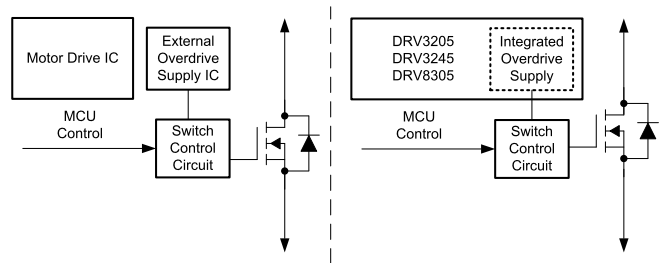 Motor Drive IC
External
Overdrive
Supply IC
MCU
Control
Switch
Control
Circuit
DRV3205
DRV3245
DRV8305
Integrated
Overdrive
Supply
MCU
Control
Switch
Control
Circuit